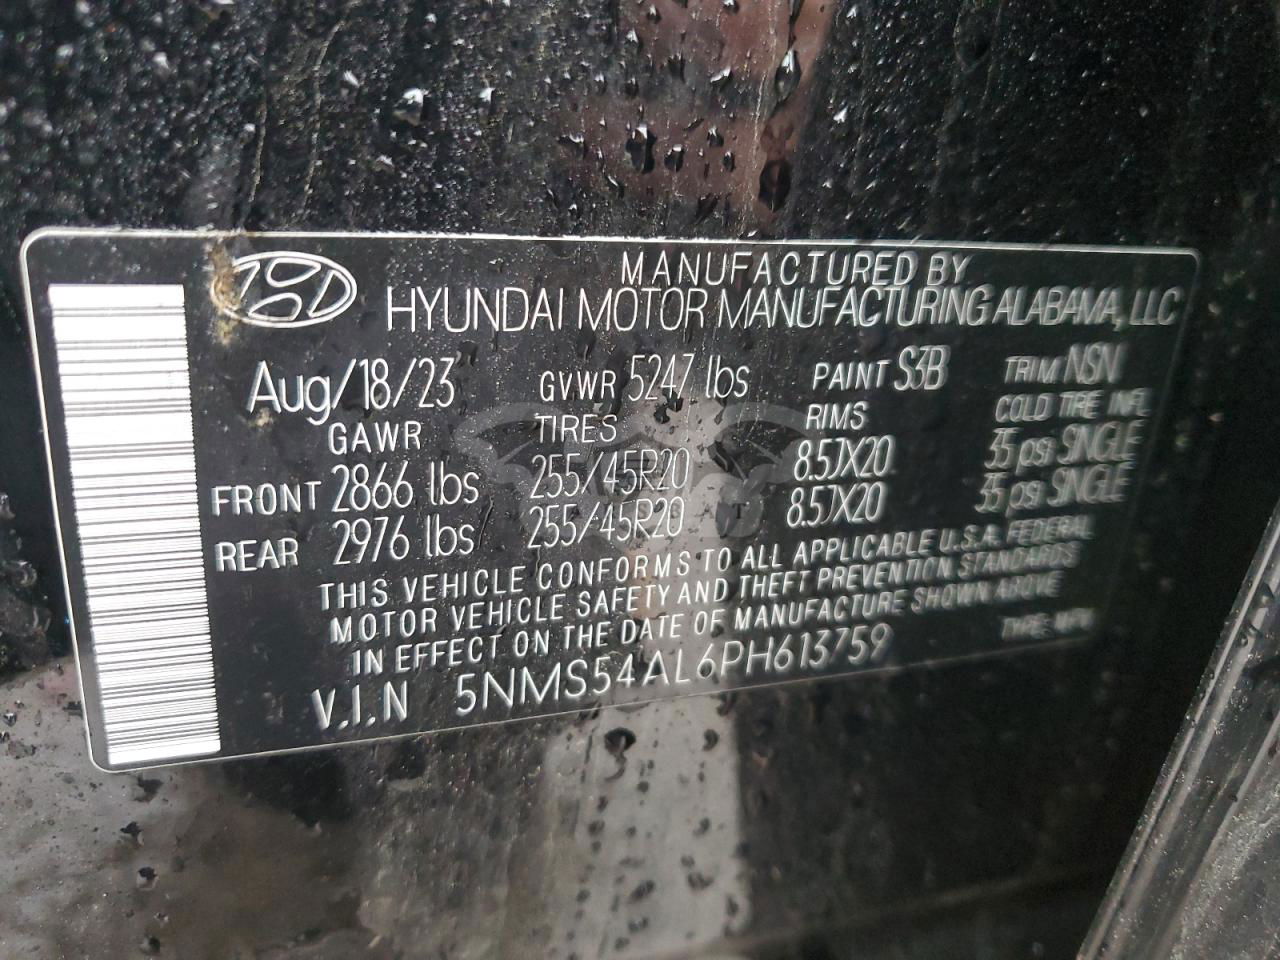 MANUFACTURED BY
HYUNDAI MOTOR MANUFACTURING ALABAMA, LLC
Aug/18/23 GVWR 5247 lbs PAINT S3B TRIM NSN
GAWR TIRES RIMS COLD TIRE INFL
FRONT 2866 lbs 255/45R20 8.5JX20 35 psi SINGLE
REAR 2976 lbs 255/45R20 8.5JX20 35 psi SINGLE
THIS VEHICLE CONFORMS TO ALL APPLICABLE U.S.A. FEDERAL
MOTOR VEHICLE SAFETY AND THEFT PREVENTION STANDARDS
IN EFFECT ON THE DATE OF MANUFACTURE SHOWN ABOVE
V.I.N 5NMS54AL6PH613759 TYPE: MPV